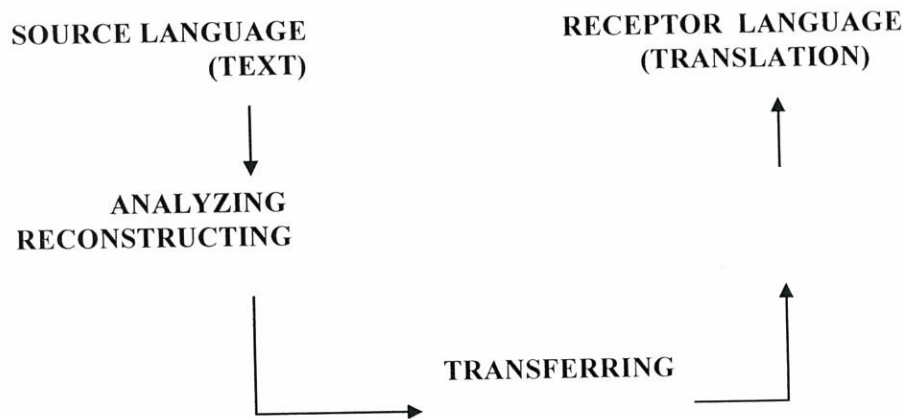 SOURCE LANGUAGE
(TEXT)
RECEPTOR LANGUAGE
(TRANSLATION)
ANALYZING
RECONSTRUCTING
TRANSFERRING